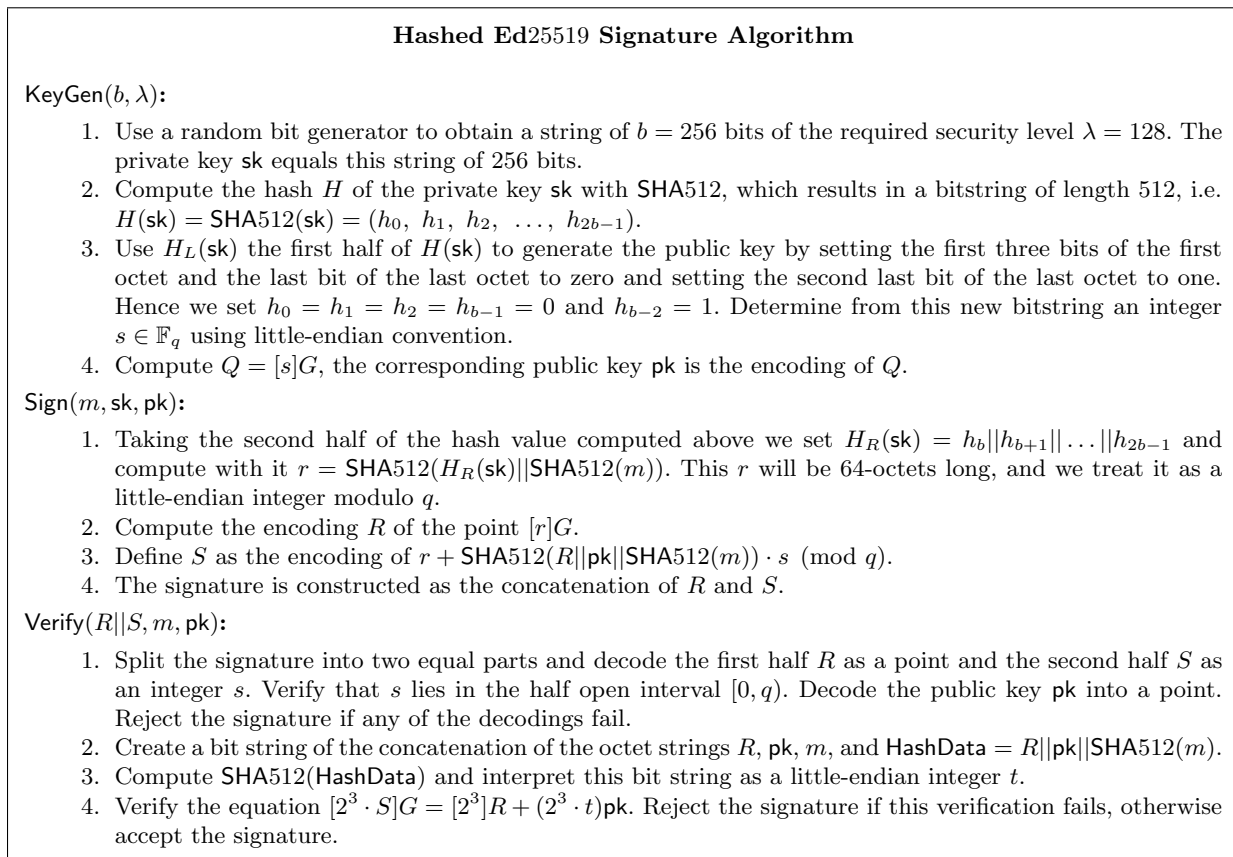 Hashed Ed25519 Signature Algorithm
KeyGen(b, λ):
1. Use a random bit generator to obtain a string of b = 256 bits of the required security level λ = 128. The
private key sk equals this string of 256 bits.
2. Compute the hash H of the private key sk with SHA512, which results in a bitstring of length 512, i.e.
H(sk) = SHA512(sk) = (h₀, h₁, h₂, …, h₂b₋₁).
3. Use H_L(sk) the first half of H(sk) to generate the public key by setting the first three bits of the first
octet and the last bit of the last octet to zero and setting the second last bit of the last octet to one.
Hence we set h₀ = h₁ = h₂ = h_{b−1} = 0 and h_{b−2} = 1. Determine from this new bitstring an integer
s ∈ 𝔽_q using little-endian convention.
4. Compute Q = [s]G, the corresponding public key pk is the encoding of Q.
Sign(m, sk, pk):
1. Taking the second half of the hash value computed above we set H_R(sk) = h_b||h_{b+1}||…||h_{2b−1} and
compute with it r = SHA512(H_R(sk)||SHA512(m)). This r will be 64-octets long, and we treat it as a
little-endian integer modulo q.
2. Compute the encoding R of the point [r]G.
3. Define S as the encoding of r + SHA512(R||pk||SHA512(m)) · s (mod q).
4. The signature is constructed as the concatenation of R and S.
Verify(R||S, m, pk):
1. Split the signature into two equal parts and decode the first half R as a point and the second half S as
an integer s. Verify that s lies in the half open interval [0, q). Decode the public key pk into a point.
Reject the signature if any of the decodings fail.
2. Create a bit string of the concatenation of the octet strings R, pk, m, and HashData = R||pk||SHA512(m).
3. Compute SHA512(HashData) and interpret this bit string as a little-endian integer t.
4. Verify the equation [2³ · S]G = [2³]R + (2³ · t)pk. Reject the signature if this verification fails, otherwise
accept the signature.